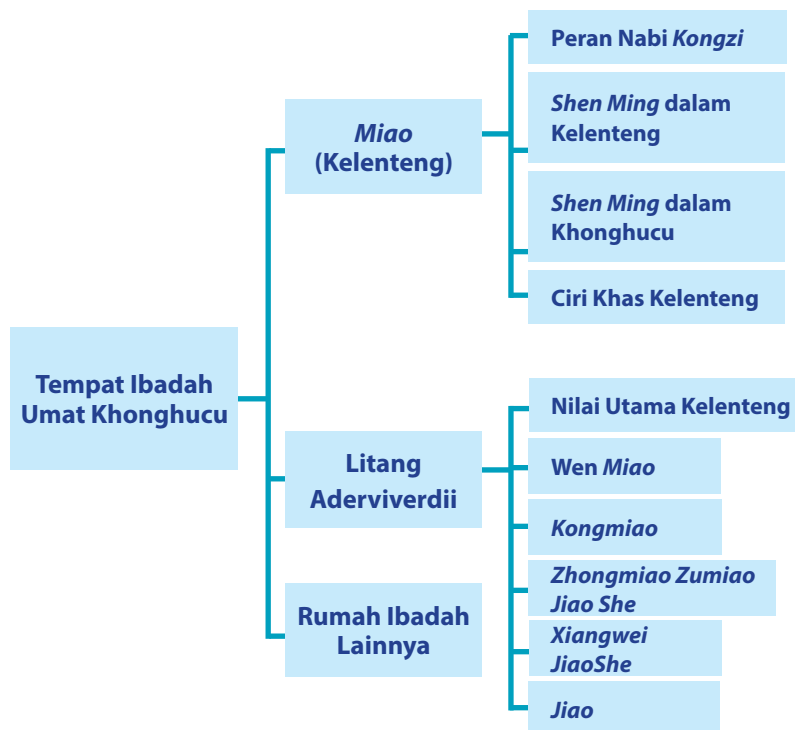 Tempat Ibadah
Umat Khonghucu
Miao
(Kelenteng)
Peran Nabi Kongzi
Shen Ming dalam
Kelenteng
Shen Ming dalam
Khonghucu
Ciri Khas Kelenteng
Litang
Aderviverdii
Nilai Utama Kelenteng
Wen Miao
Kongmiao
Zhongmiao Zumiao
Jiao She
Xiangwei
JiaoShe
Jiao
Rumah Ibadah
Lainnya